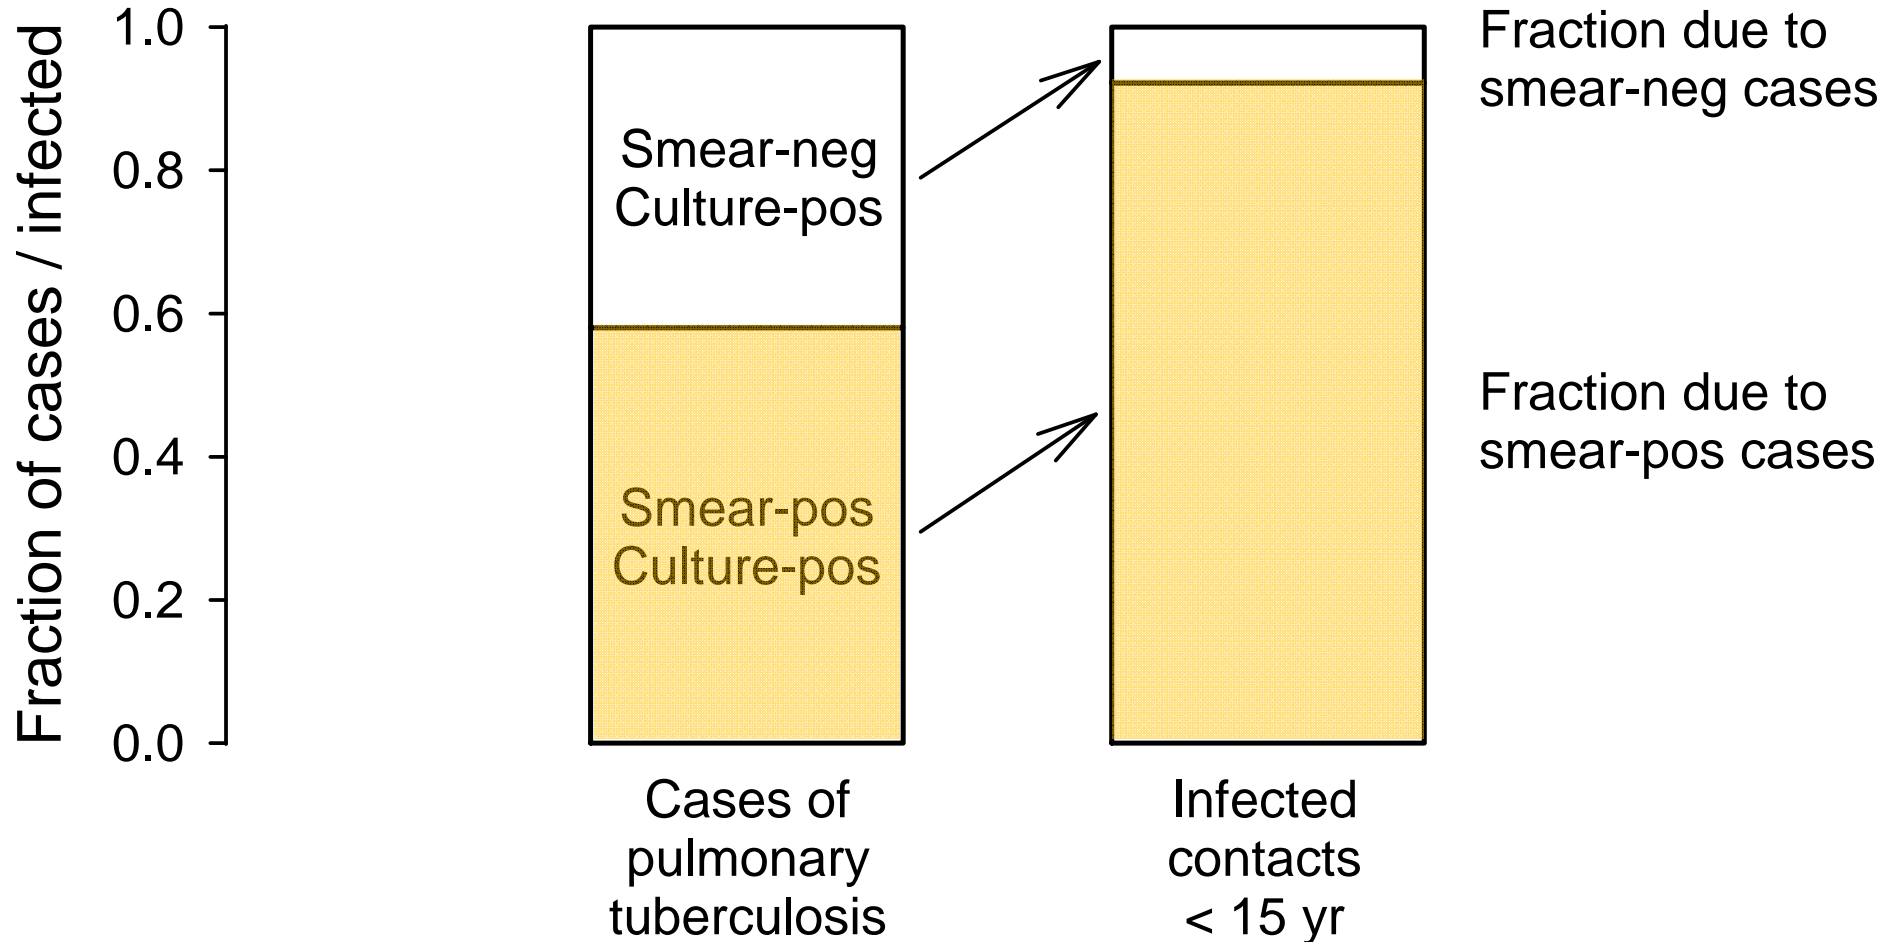 Fraction of cases / infected
1.0
0.8
0.6
0.4
0.2
0.0
Smear-neg
Culture-pos
Smear-pos
Culture-pos
Cases of
pulmonary
tuberculosis
Infected
contacts
< 15 yr
Fraction due to
smear-neg cases
Fraction due to
smear-pos cases